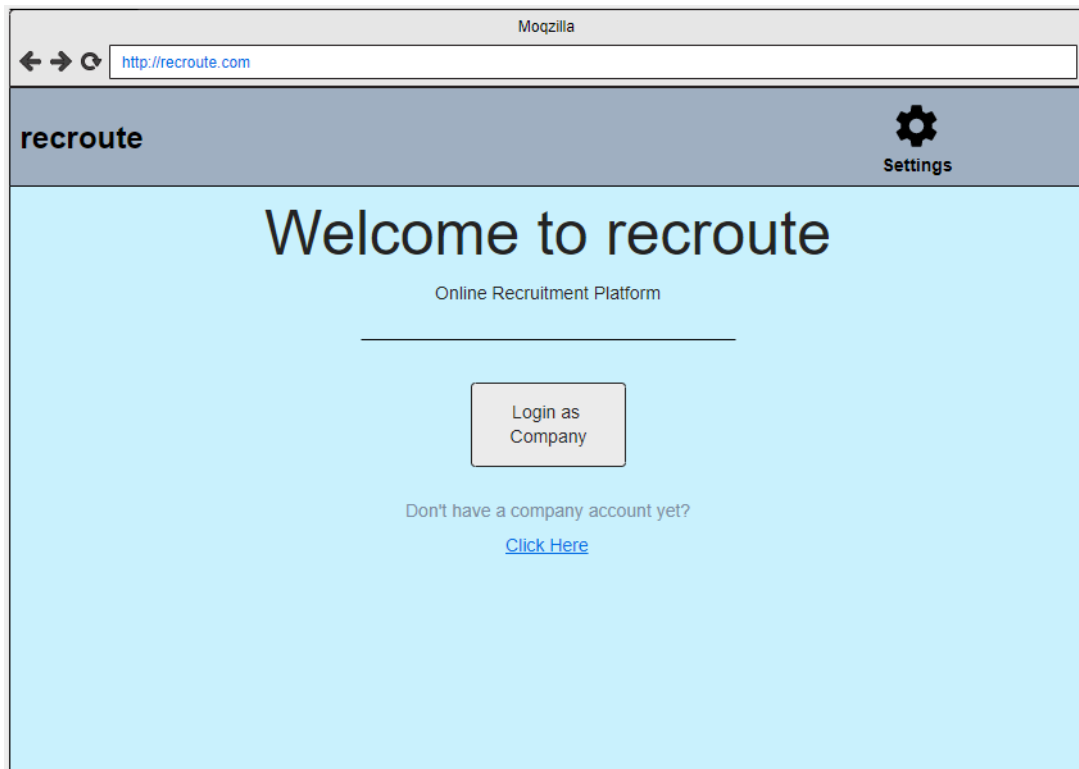 Moqzilla
http://recroute.com
recroute
Settings
Welcome to recroute
Online Recruitment Platform
Login as
Company
Don't have a company account yet?
Click Here